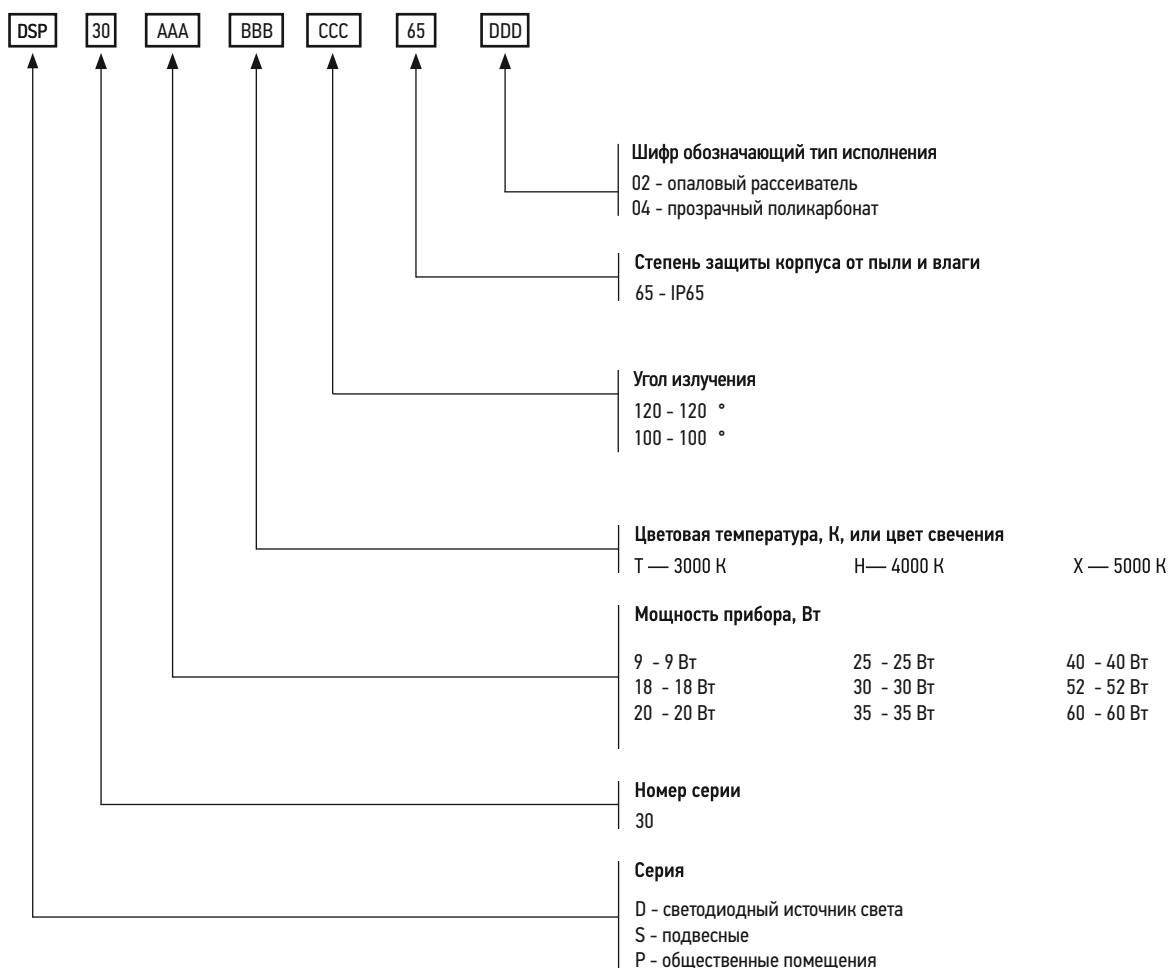 DSP 30 AAA BBB CCC 65 DDD
Шифр обозначающий тип исполнения
02 - опаловый рассеиватель
04 - прозрачный поликарбонат
Степень защиты корпуса от пыли и влаги
65 - IP65
Угол излучения
120 - 120 °
100 - 100 °
Цветовая температура, К, или цвет свечения
Т — 3000 К Н— 4000 К Х — 5000 К
Мощность прибора, Вт
9 - 9 Вт 25 - 25 Вт 40 - 40 Вт
18 - 18 Вт 30 - 30 Вт 52 - 52 Вт
20 - 20 Вт 35 - 35 Вт 60 - 60 Вт
Номер серии
30
Серия
D - светодиодный источник света
S - подвесные
P - общественные помещения